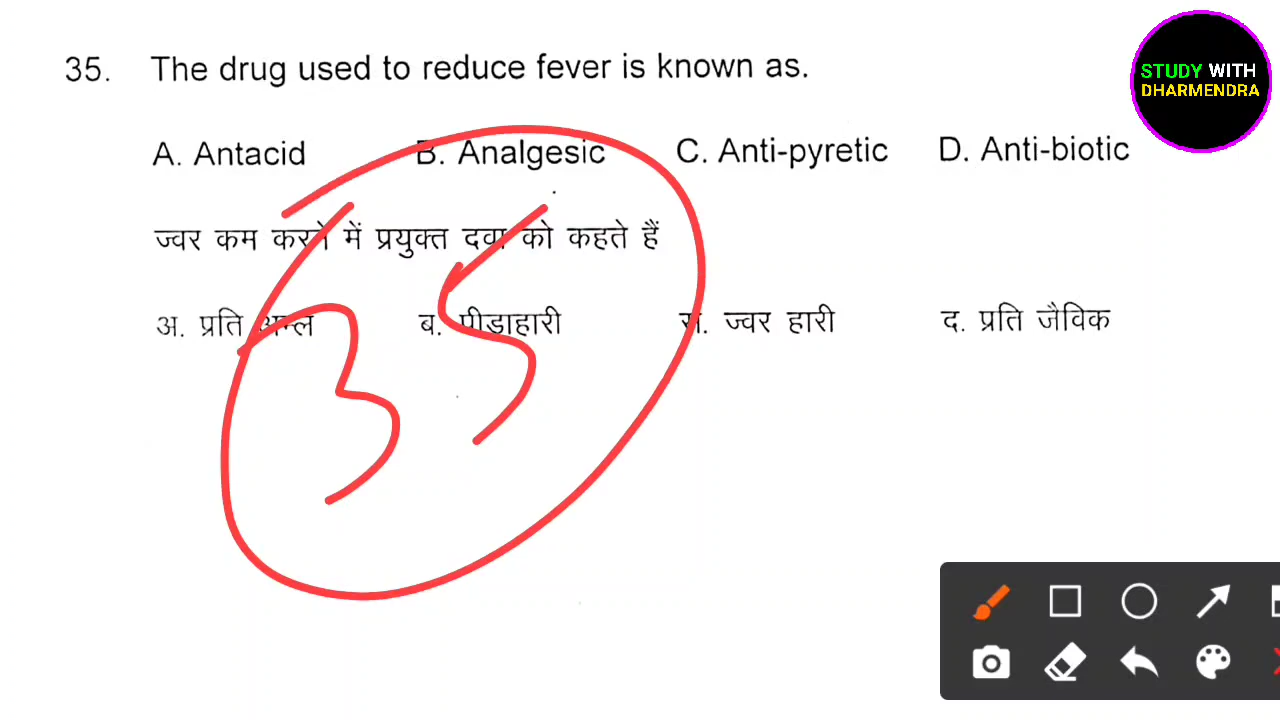 35. The drug used to reduce fever is known as.
A. Antacid B. Analgesic C. Anti-pyretic D. Anti-biotic
ज्वर कम करने में प्रयुक्त दवा को कहते हैं
अ. प्रति अम्ल ब. पीड़ाहारी स. ज्वर हारी द. प्रति जैविक
35
STUDY WITH
DHARMENDRA